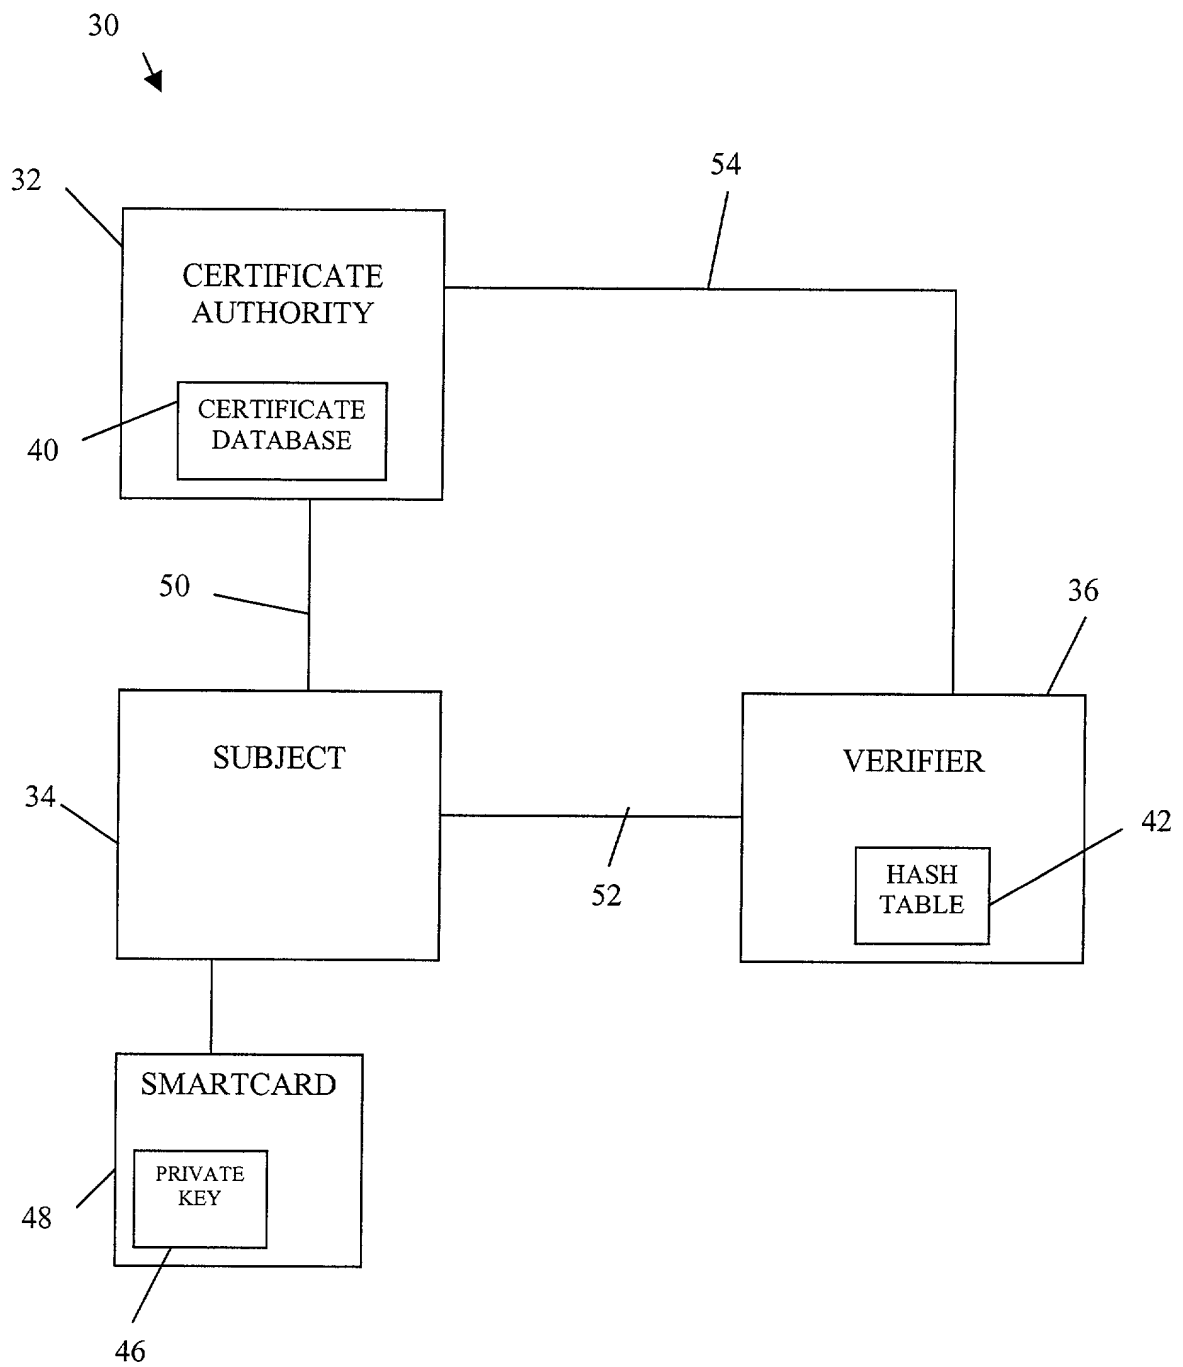 30
32
54
CERTIFICATE
AUTHORITY
CERTIFICATE
DATABASE
40
50
36
SUBJECT
VERIFIER
34
42
HASH
TABLE
52
SMARTCARD
PRIVATE
KEY
48
46